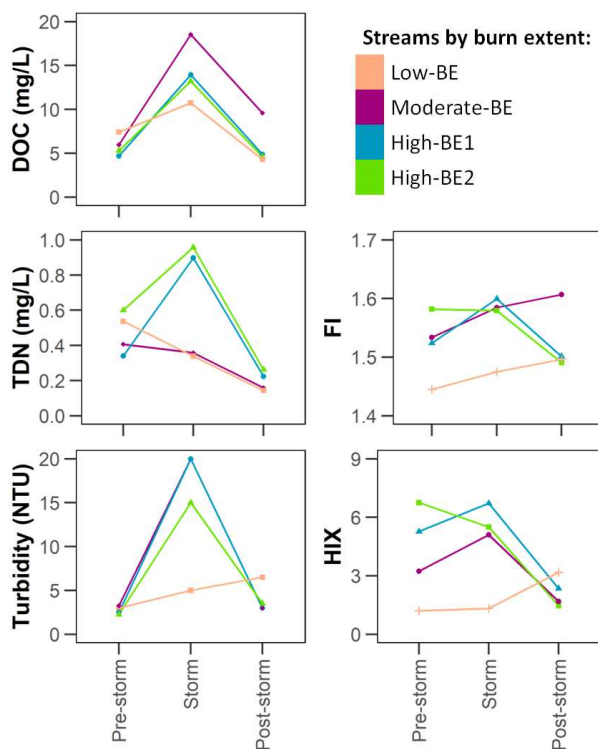 DOC (mg/L)
20
15
10
5
0
Streams by burn extent:
Low-BE
Moderate-BE
High-BE1
High-BE2
TDN (mg/L)
1.0
0.8
0.6
0.4
0.2
0.0
FI
1.7
1.6
1.5
1.4
Turbidity (NTU)
20
15
10
5
0
HIX
9
6
3
0
Pre-storm
Storm
Post-storm
Pre-storm
Storm
Post-storm